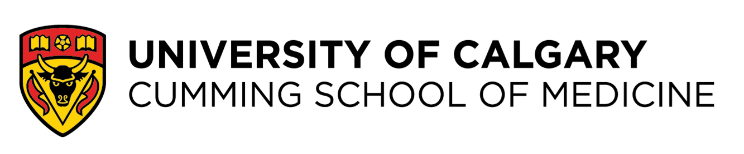 UNIVERSITY OF CALGARY
CUMMING SCHOOL OF MEDICINE